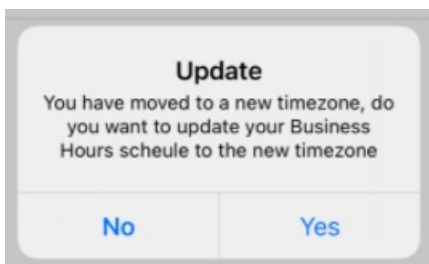 Update
You have moved to a new timezone, do
you want to update your Business
Hours scheule to the new timezone
No
Yes